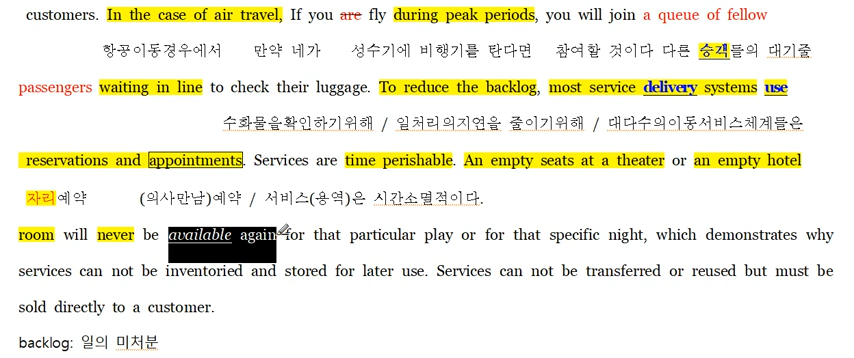 customers. In the case of air travel, If you are fly during peak periods, you will join a queue of fellow
항공이동경우에서 만약 네가 성수기에 비행기를 탄다면 참여할 것이다 다른 승객들의 대기줄
passengers waiting in line to check their luggage. To reduce the backlog, most service delivery systems use
수화물을확인하기위해 / 일처리의지연을 줄이기위해 / 대다수의이동서비스체계들은
reservations and appointments. Services are time perishable. An empty seats at a theater or an empty hotel
자리예약 (의사만남)예약 / 서비스(용역)은 시간소멸적이다.
room will never be available again for that particular play or for that specific night, which demonstrates why
services can not be inventoried and stored for later use. Services can not be transferred or reused but must be
sold directly to a customer.
backlog: 일의 미처분